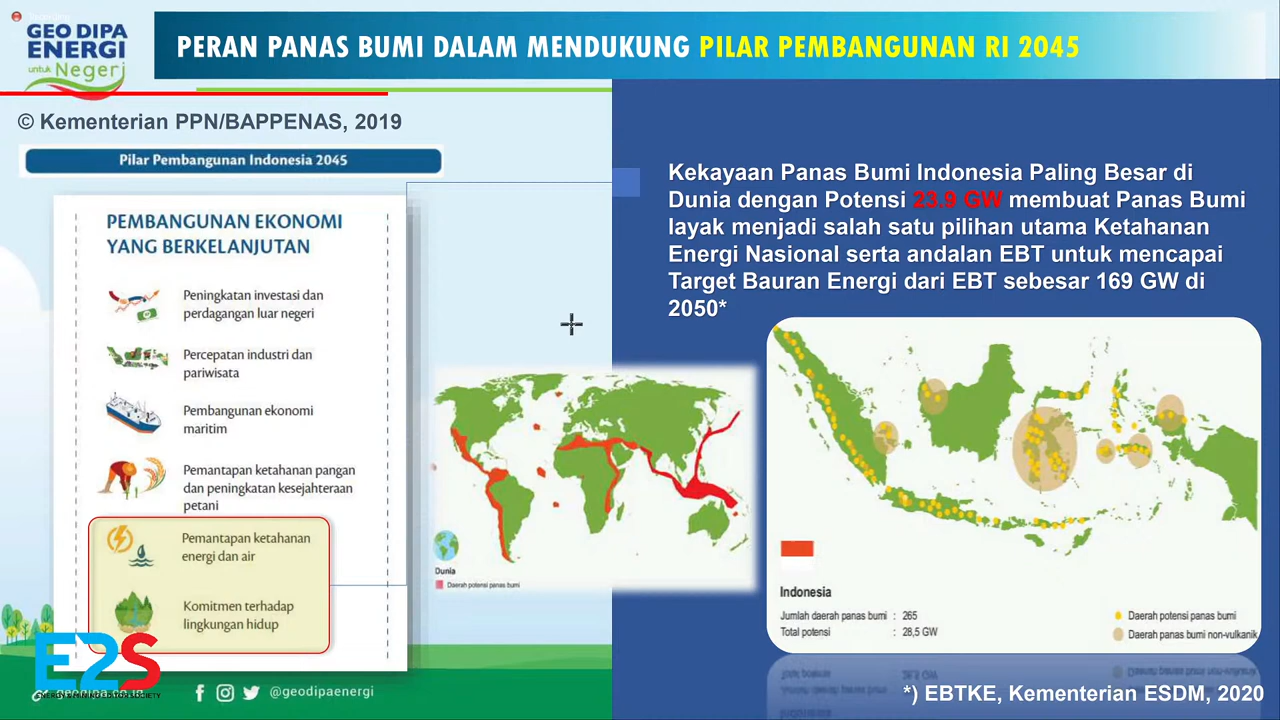 GEO DIPA
ENERGI
untuk Negeri
PERAN PANAS BUMI DALAM MENDUKUNG PILAR PEMBANGUNAN RI 2045
© Kementerian PPN/BAPPENAS, 2019
Pilar Pembangunan Indonesia 2045
PEMBANGUNAN EKONOMI
YANG BERKELANJUTAN
Peningkatan investasi dan
perdagangan luar negeri
Percepatan industri dan
pariwisata
Pembangunan ekonomi
maritim
Pemantapan ketahanan pangan
dan peningkatan kesejahteraan
petani
Pemantapan ketahanan
energi dan air
Komitmen terhadap
lingkungan hidup
Kekayaan Panas Bumi Indonesia Paling Besar di
Dunia dengan Potensi 23.9 GW membuat Panas Bumi
layak menjadi salah satu pilihan utama Ketahanan
Energi Nasional serta andalan EBT untuk mencapai
Target Bauran Energi dari EBT sebesar 169 GW di
2050*
Dunia
Daerah potensi panas bumi
Indonesia
Jumlah daerah panas bumi : 265
Total potensi : 28,5 GW
Daerah potensi panas bumi
Daerah panas bumi non-vulkanik
E2S
@geodipaenergi
*) EBTKE, Kementerian ESDM, 2020